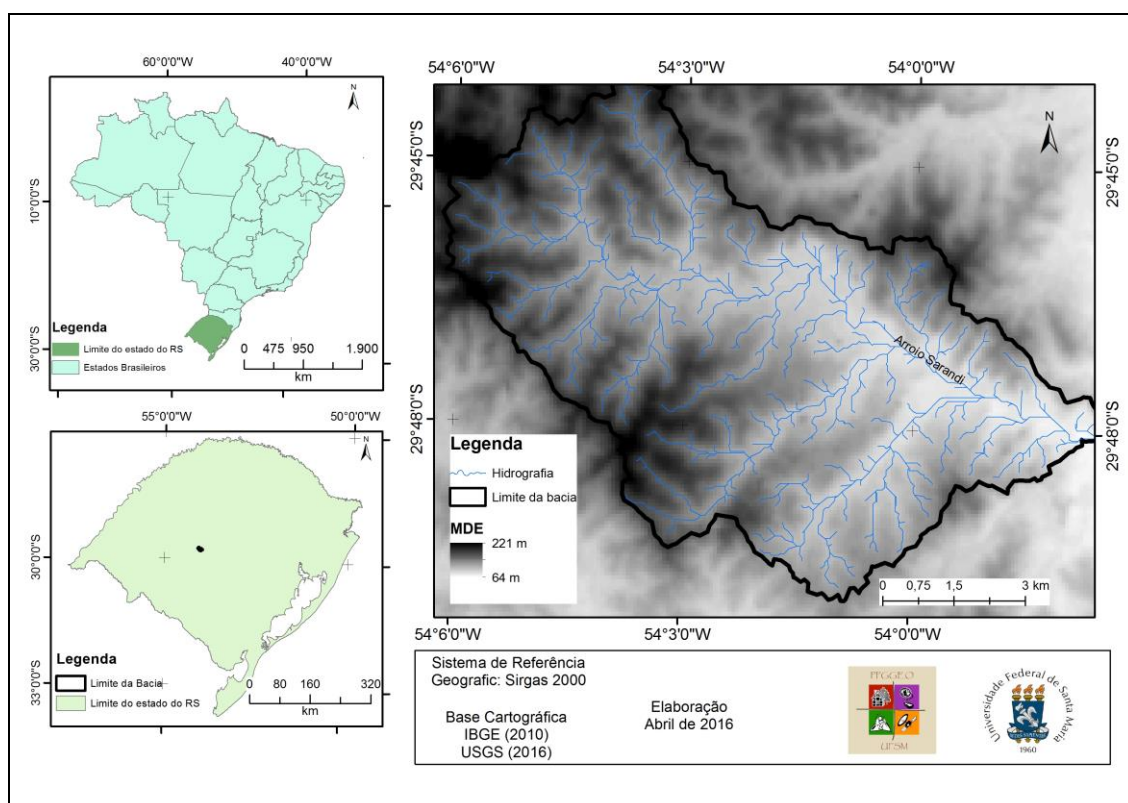 60°0'0"W
40°0'0"W
N
10°0'0"S
30°0'0"S
Legenda
Limite do estado do RS
Estados Brasileiros
0 475 950 1.900
km
55°0'0"W
50°0'0"W
N
30°0'0"S
33°0'0"S
Legenda
Limite da Bacia
Limite do estado do RS
0 80 160 320
km
54°6'0"W
54°3'0"W
54°0'0"W
N
29°45'0"S
29°45'0"S
Arroio Sarandi
29°48'0"S
29°48'0"S
Legenda
Hidrografia
Limite da bacia
MDE
221 m
64 m
0 0,75 1,5 3 km
54°6'0"W
54°3'0"W
54°0'0"W
Sistema de Referência
Geografic: Sirgas 2000
Base Cartográfica
IBGE (2010)
USGS (2016)
Elaboração
Abril de 2016
PPGGEO
UFSM
Universidade Federal de Santa Maria
1960